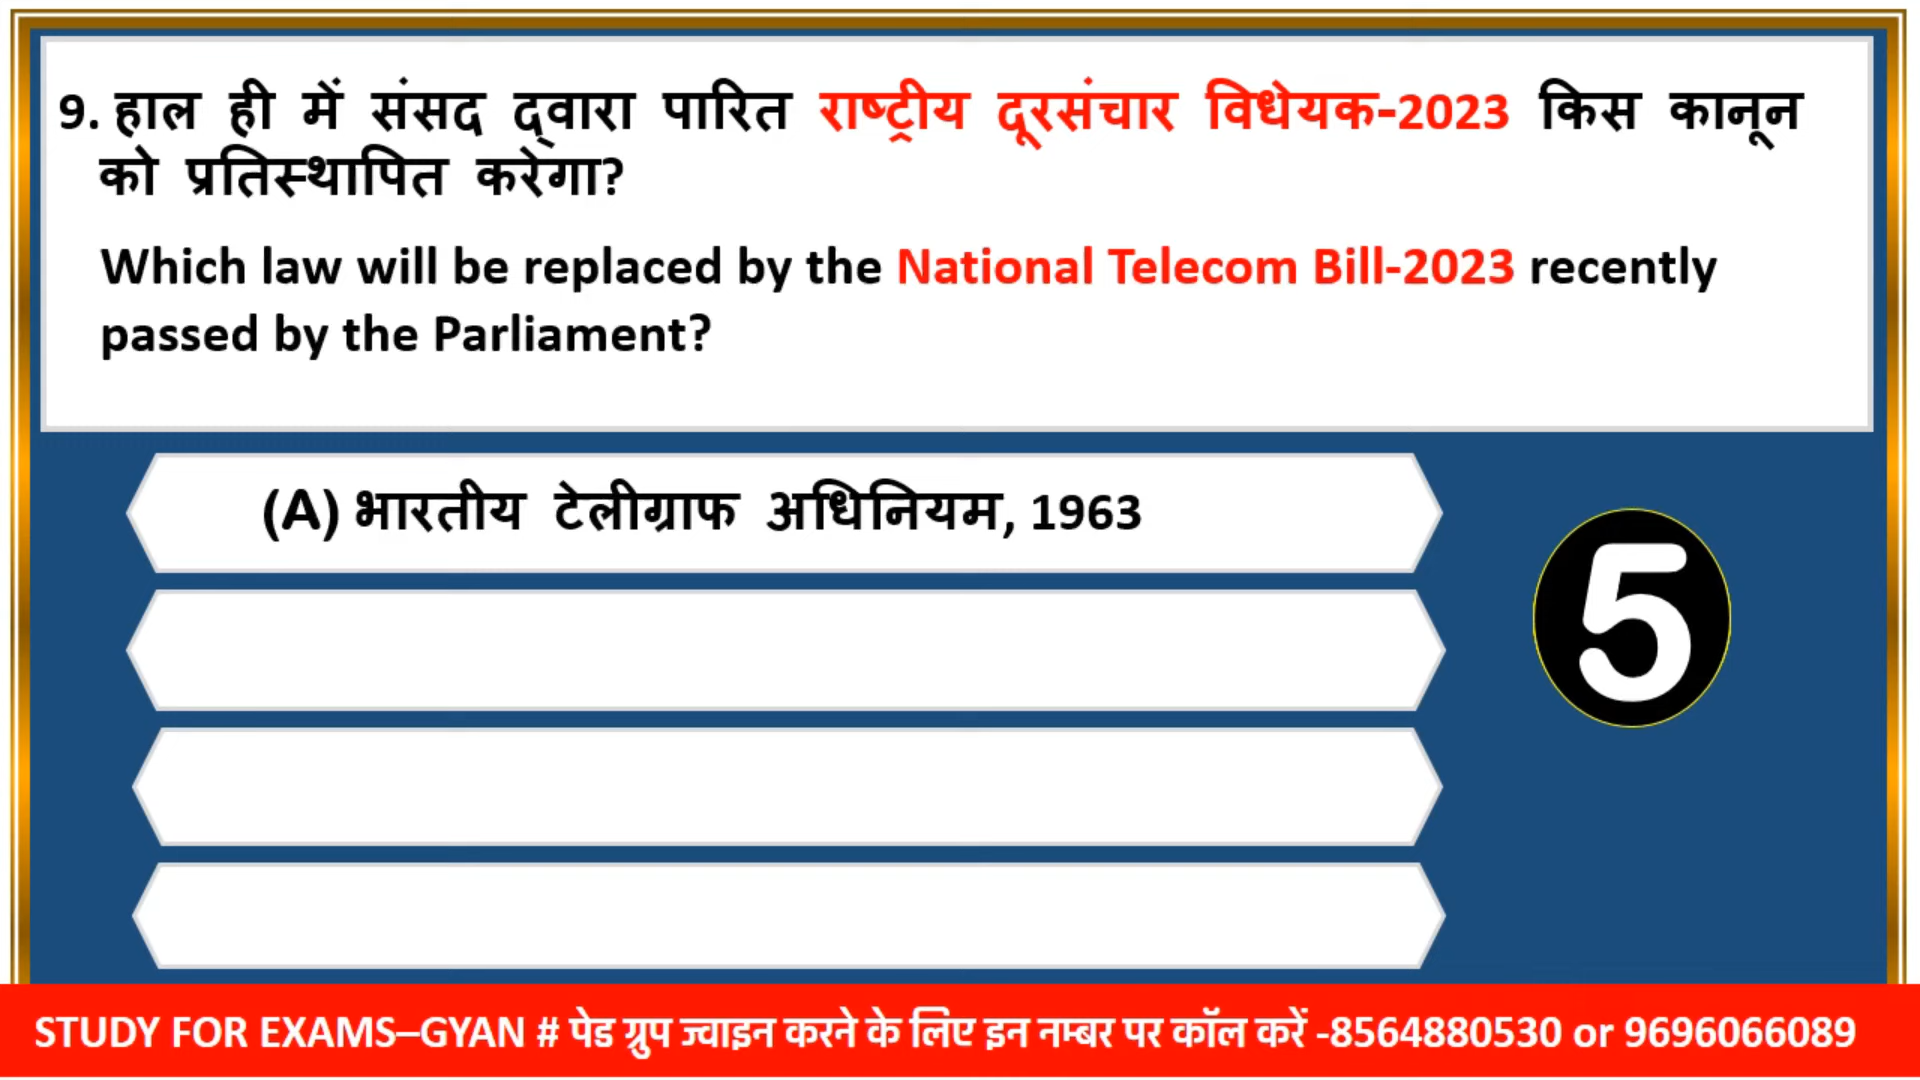 9. हाल ही में संसद द्वारा पारित राष्ट्रीय दूरसंचार विधेयक-2023 किस कानून
को प्रतिस्थापित करेगा?
Which law will be replaced by the National Telecom Bill-2023 recently
passed by the Parliament?
(A) भारतीय टेलीग्राफ अधिनियम, 1963
5
STUDY FOR EXAMS–GYAN # पेड ग्रुप ज्वाइन करने के लिए इन नम्बर पर कॉल करें -8564880530 or 9696066089